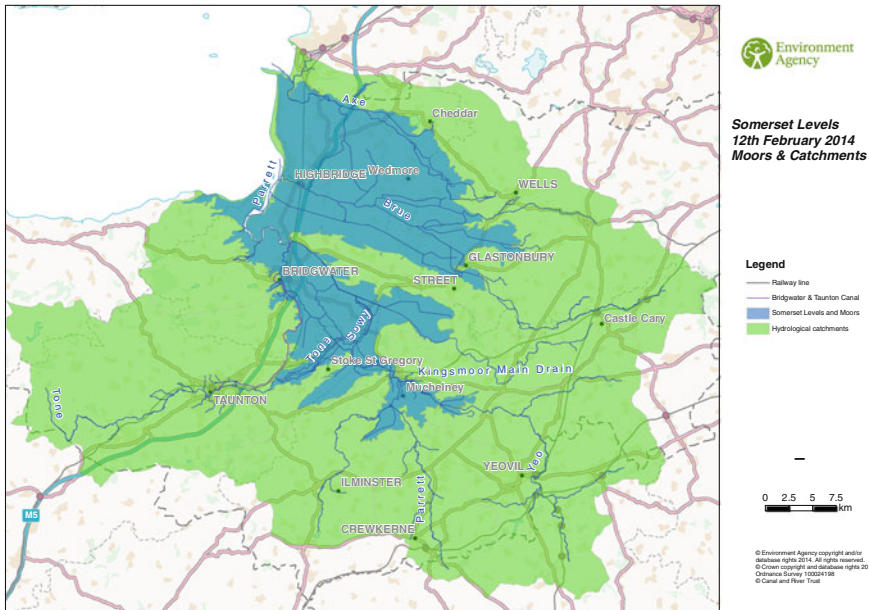 Axe
Cheddar
Parrett
HIGHBRIDGE
Wedmore
WELLS
Brue
GLASTONBURY
BRIDGWATER
STREET
Sowy
Castle Cary
Tone
Stoke St Gregory
Kingsmoor Main Drain
Muchelney
Tone
TAUNTON
YEOVIL
Yeo
ILMINSTER
Parrett
M5
CREWKERNE
Environment
Agency
Somerset Levels
12th February 2014
Moors & Catchments
Legend
Railway line
Bridgwater & Taunton Canal
Somerset Levels and Moors
Hydrological catchments
0 2.5 5 7.5
km
© Environment Agency copyright and/or
database rights 2014. All rights reserved.
© Crown copyright and database rights 20
Ordnance Survey 100024198
© Canal and River Trust